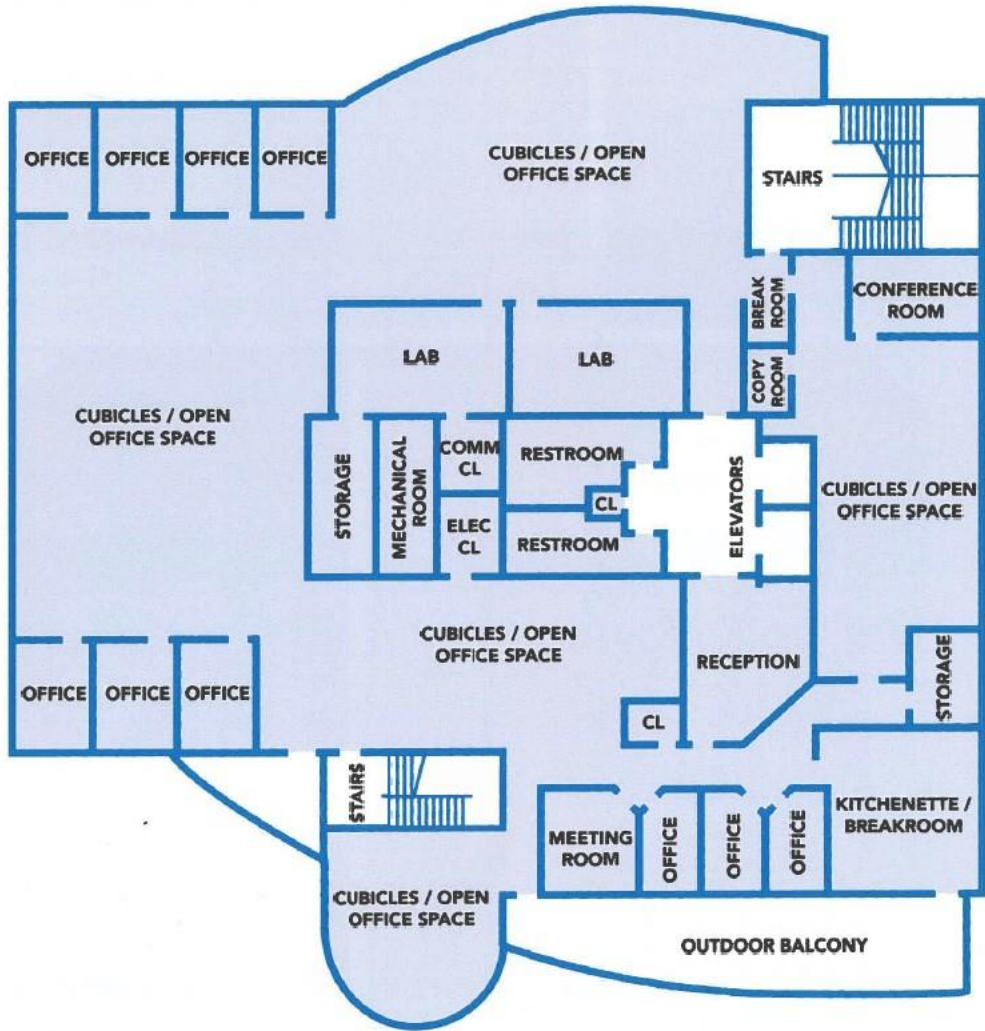 OFFICE
OFFICE
OFFICE
OFFICE
CUBICLES / OPEN
OFFICE SPACE
STAIRS
BREAK
ROOM
CONFERENCE
ROOM
LAB
LAB
COPY
ROOM
CUBICLES / OPEN
OFFICE SPACE
STORAGE
MECHANICAL
ROOM
COMM
CL
ELEC
CL
RESTROOM
CL
RESTROOM
ELEVATORS
CUBICLES / OPEN
OFFICE SPACE
CUBICLES / OPEN
OFFICE SPACE
RECEPTION
STORAGE
OFFICE
OFFICE
OFFICE
CL
STAIRS
MEETING
ROOM
OFFICE
OFFICE
OFFICE
KITCHENETTE /
BREAKROOM
CUBICLES / OPEN
OFFICE SPACE
OUTDOOR BALCONY